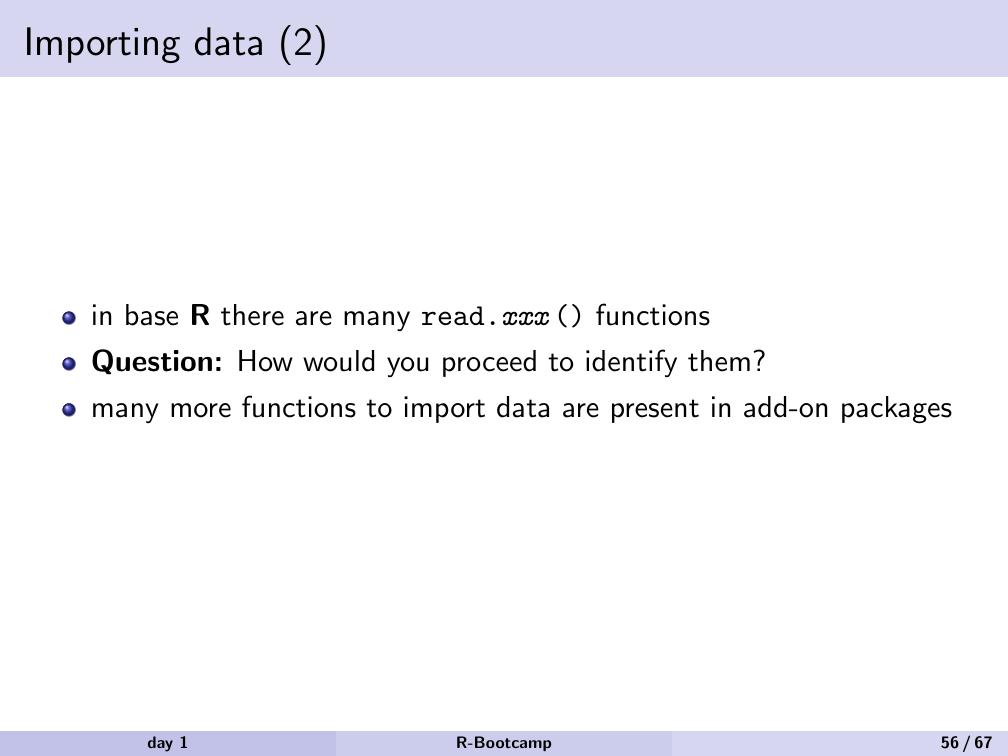 Importing data (2)
in base R there are many read.xxx() functions
Question: How would you proceed to identify them?
many more functions to import data are present in add-on packages
day 1
R-Bootcamp
56 / 67